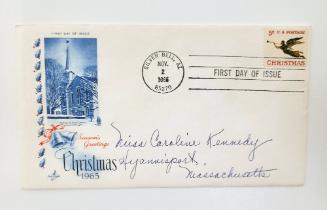 FIRST DAY OF ISSUE
SILVER BELL, AZ
NOV.
2
1965
85270
FIRST DAY OF ISSUE
5¢ U.S. POSTAGE
CHRISTMAS
Season's
Greetings
Christmas
1965
Miss Caroline Kennedy
Hyannisport,
Massachusetts